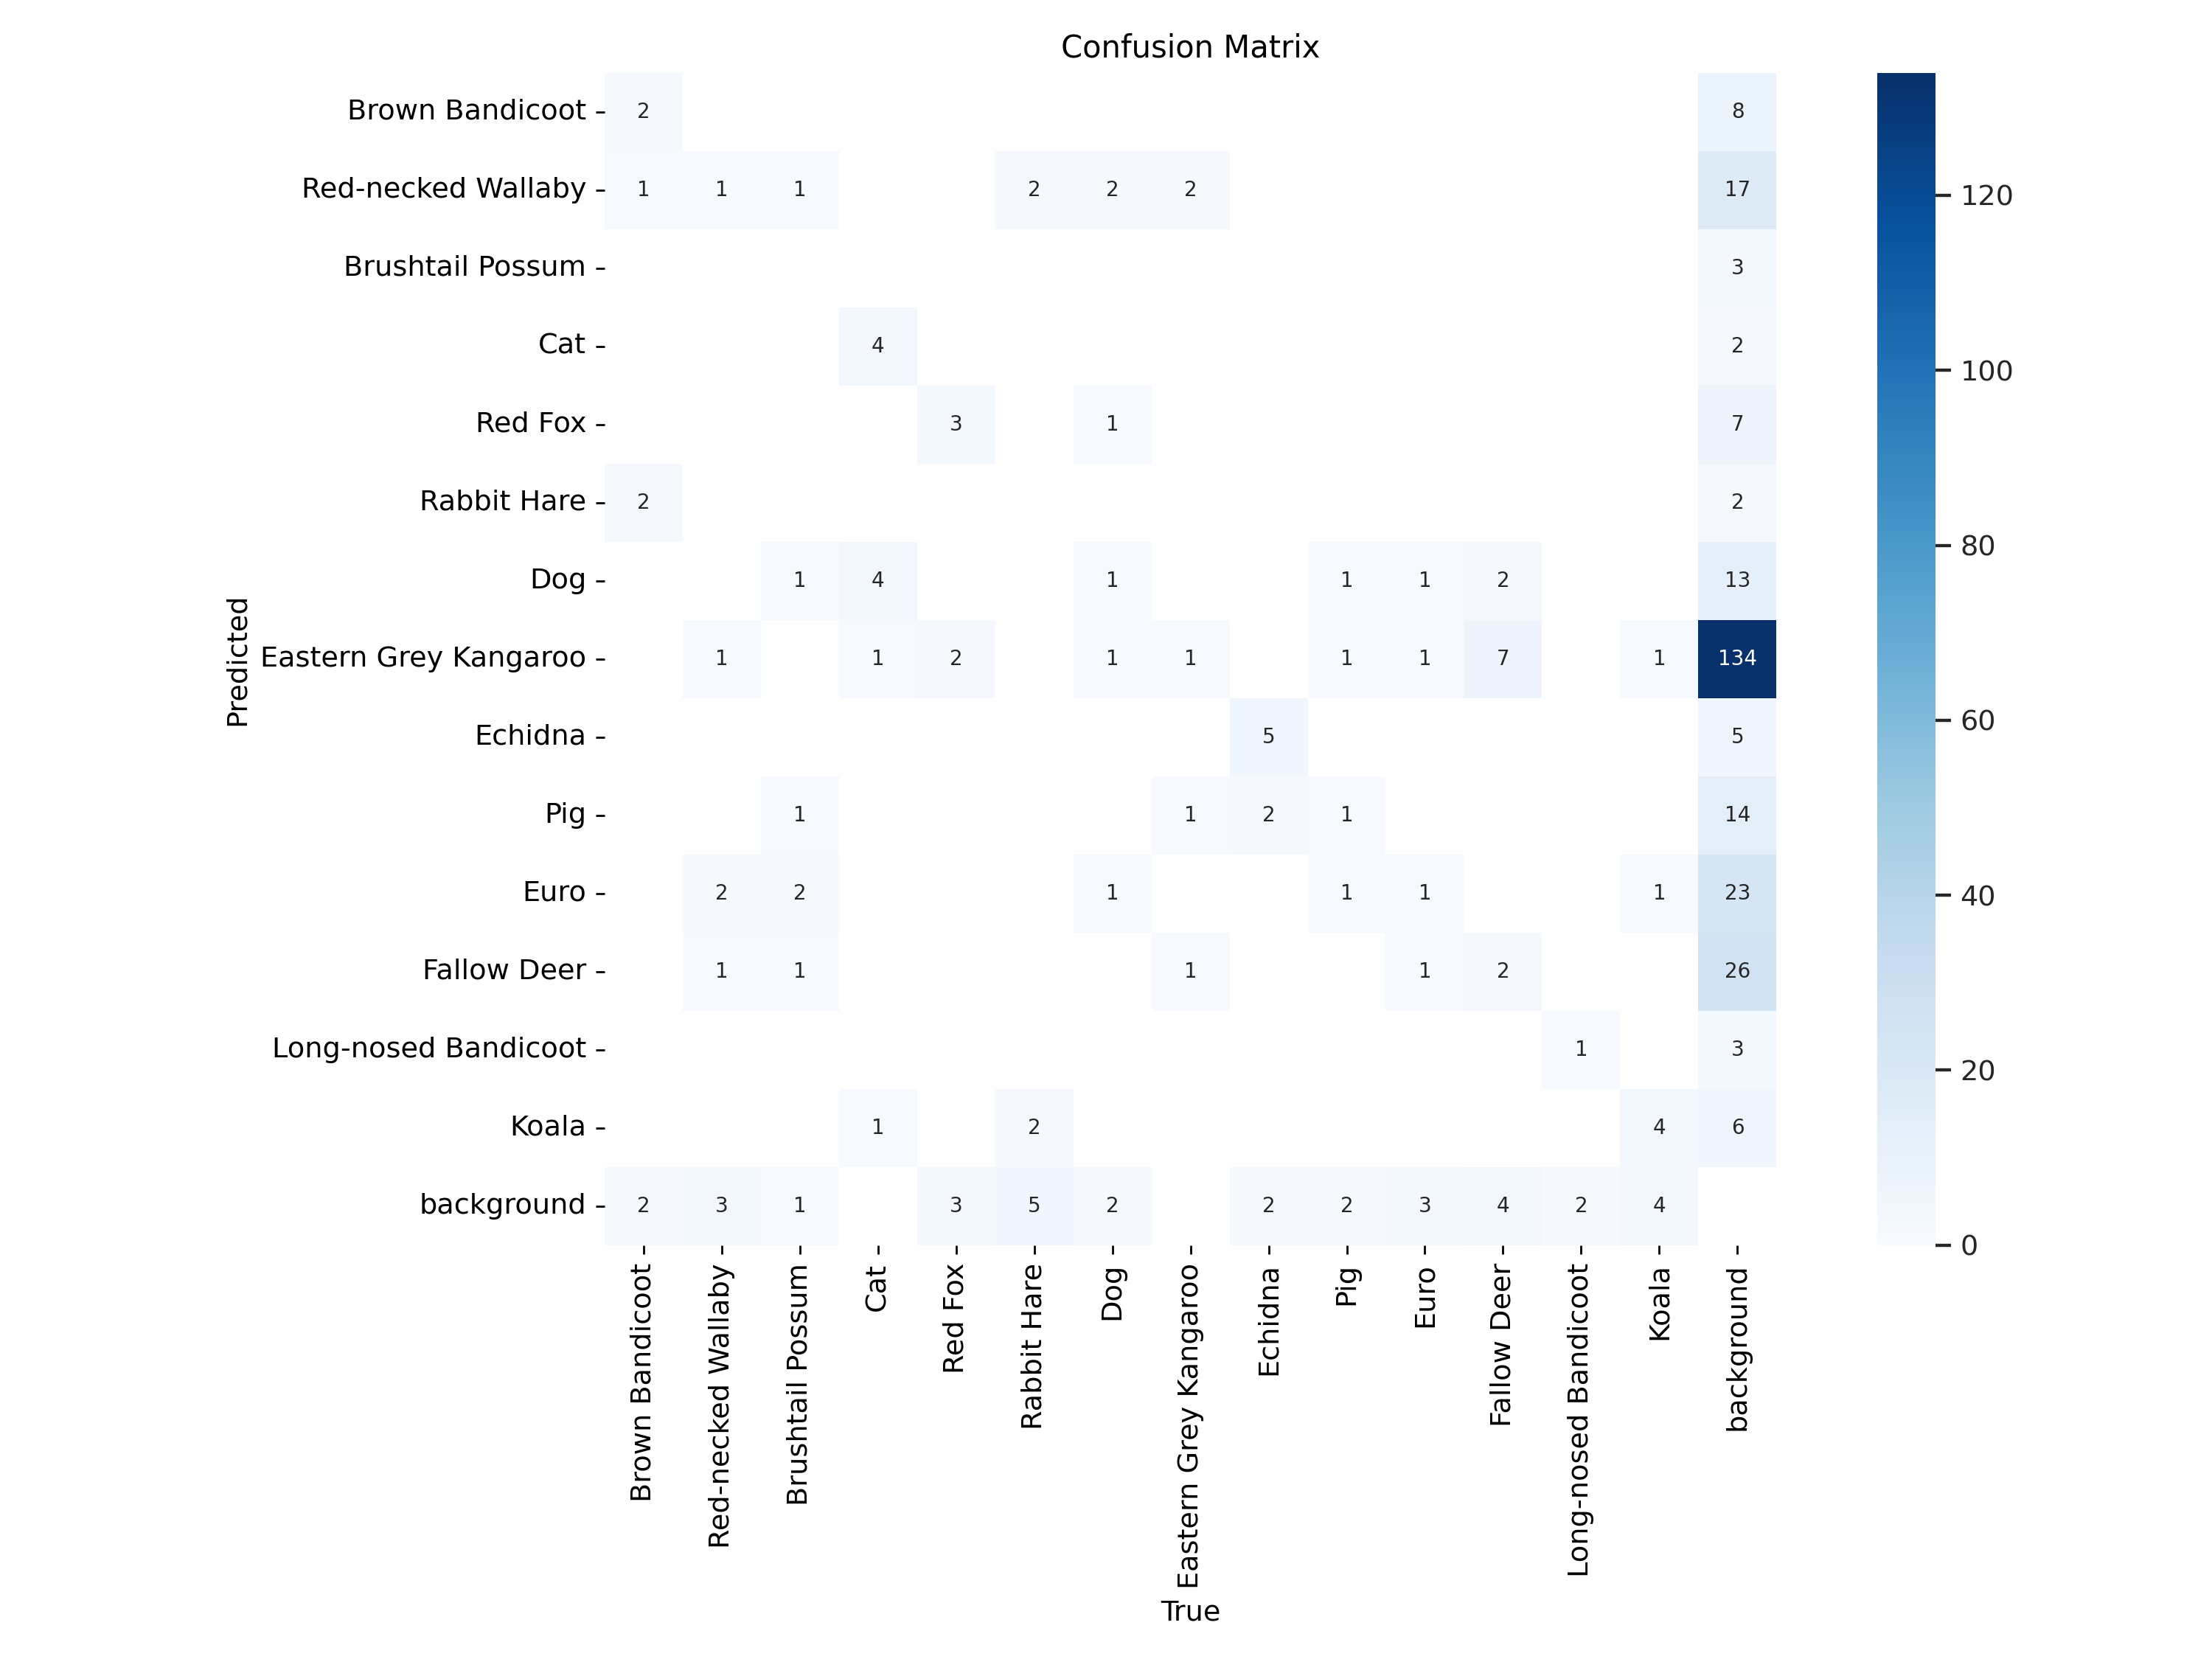 Confusion Matrix
Brown Bandicoot 2 8
Red-necked Wallaby 1 1 1 2 2 2 17
120
Brushtail Possum 3
Cat 4 2
100
Red Fox 3 1 7
Rabbit Hare 2 2
80
Dog 1 4 1 1 1 2 13
Predicted
Eastern Grey Kangaroo 1 1 2 1 1 1 1 7 1 134
60
Echidna 5 5
Pig 1 1 2 1 14
Euro 2 2 1 1 1 1 23
40
Fallow Deer 1 1 1 1 2 26
Long-nosed Bandicoot 1 3
20
Koala 1 2 4 6
background 2 3 1 3 5 2 2 2 3 4 2 4
0
Brown Bandicoot
Red-necked Wallaby
Brushtail Possum
Cat
Red Fox
Rabbit Hare
Dog
Eastern Grey Kangaroo
Echidna
Pig
Euro
Fallow Deer
Long-nosed Bandicoot
Koala
background
True